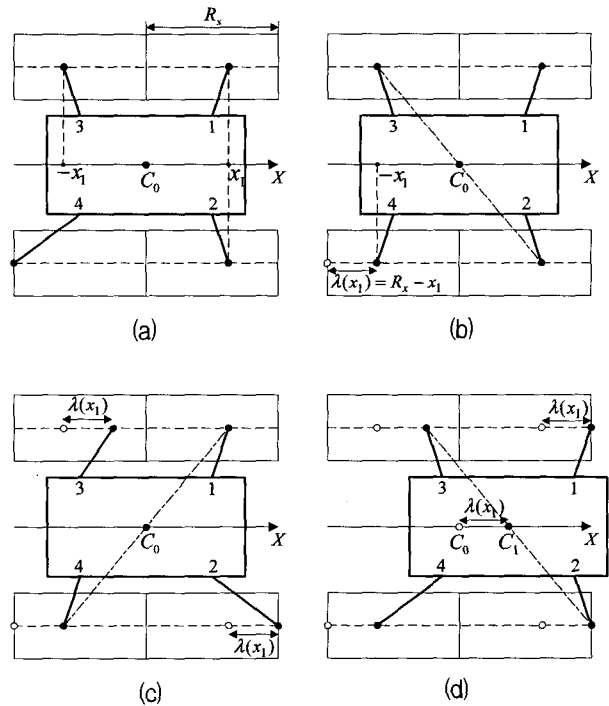 R_x
3 1
-x_1 C_0 x_1 X
4 2
(a)
3 1
-x_1 C_0 X
4 2
λ(x_1) = R_x - x_1
(b)
λ(x_1)
3 1
C_0 X
4 2
λ(x_1)
(c)
λ(x_1)
3 1
λ(x_1)
C_0 C_1 X
4 2
(d)